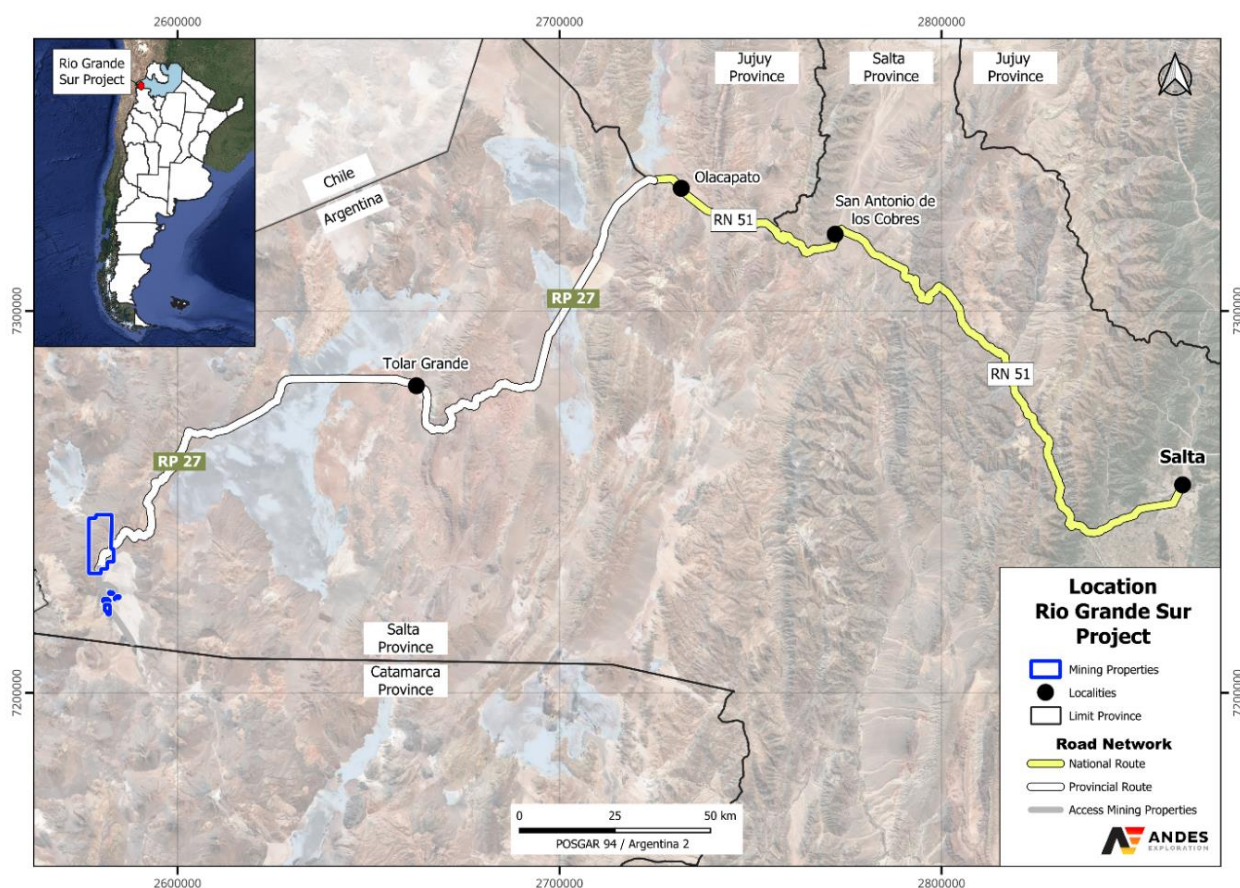 2600000
2700000
2800000
Rio Grande
Sur Project
Jujuy
Province
Salta
Province
Jujuy
Province
Chile
Argentina
Olacapato
RN 51
San Antonio de
los Cobres
7300000
RP 27
7300000
Tolar Grande
RN 51
RP 27
Salta
Salta
Province
Catamarca
Province
7200000
7200000
Location
Rio Grande Sur
Project
Mining Properties
Localities
Limit Province
Road Network
National Route
Provincial Route
Access Mining Properties
ANDES
EXPLORATION
0
25
50 km
POSGAR 94 / Argentina 2
2600000
2700000
2800000